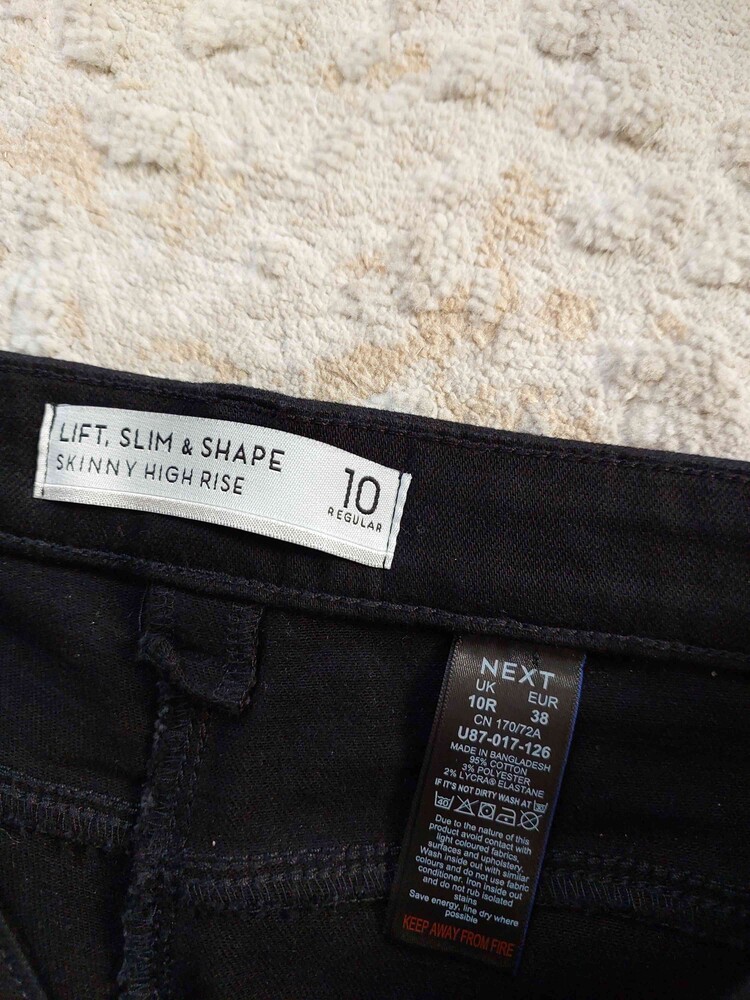 LIFT, SLIM & SHAPE
SKINNY HIGH RISE
10
REGULAR
NEXT
UK EUR
10R 38
CN 170/72A
U87-017-126
MADE IN BANGLADESH
95% COTTON
3% POLYESTER
2% LYCRA® ELASTANE
IF IT'S NOT DIRTY WASH AT 30
40
Due to the nature of this
product avoid contact with
light coloured fabrics,
surfaces and upholstery.
Wash inside out with similar
colours and do not use fabric
conditioner. Iron inside out
and do not rub isolated
stains
Save energy, line dry where
possible
KEEP AWAY FROM FIRE